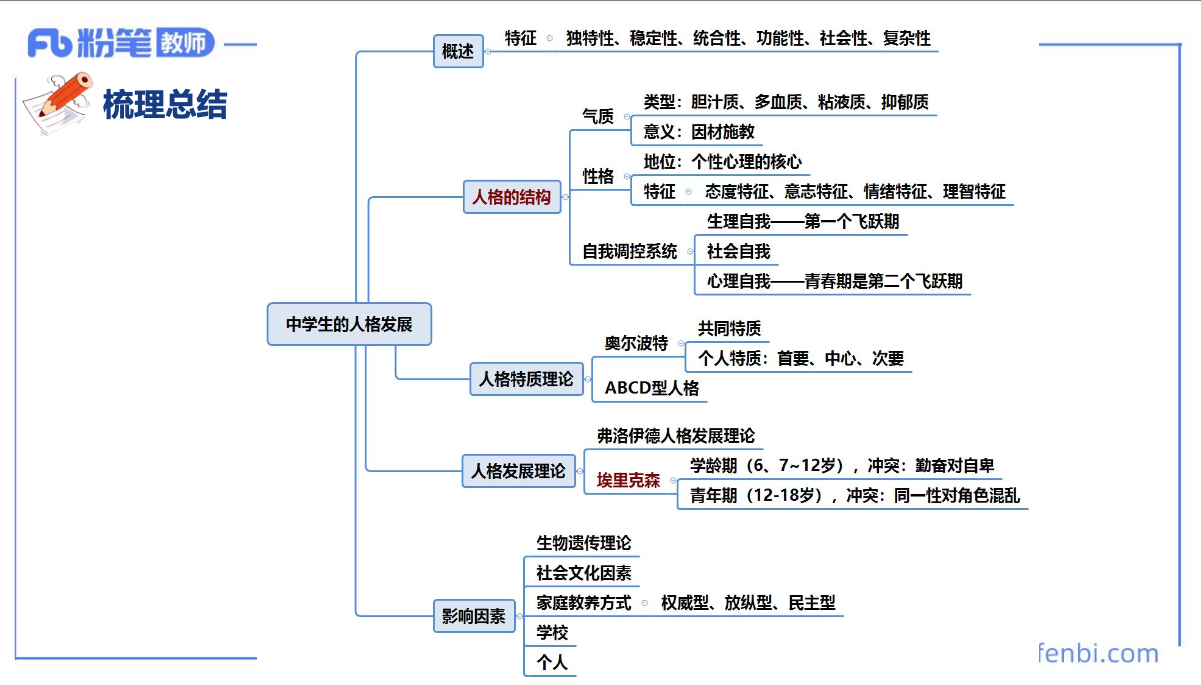 粉笔教师
梳理总结
中学生的人格发展
概述
特征 独特性、稳定性、统合性、功能性、社会性、复杂性
人格的结构
气质
类型：胆汁质、多血质、粘液质、抑郁质
意义：因材施教
性格
地位：个性心理的核心
特征 态度特征、意志特征、情绪特征、理智特征
自我调控系统
生理自我——第一个飞跃期
社会自我
心理自我——青春期是第二个飞跃期
人格特质理论
奥尔波特
共同特质
个人特质：首要、中心、次要
ABCD型人格
人格发展理论
弗洛伊德人格发展理论
埃里克森
学龄期（6、7~12岁），冲突：勤奋对自卑
青年期（12-18岁），冲突：同一性对角色混乱
影响因素
生物遗传理论
社会文化因素
家庭教养方式 权威型、放纵型、民主型
学校
个人
fenbi.com